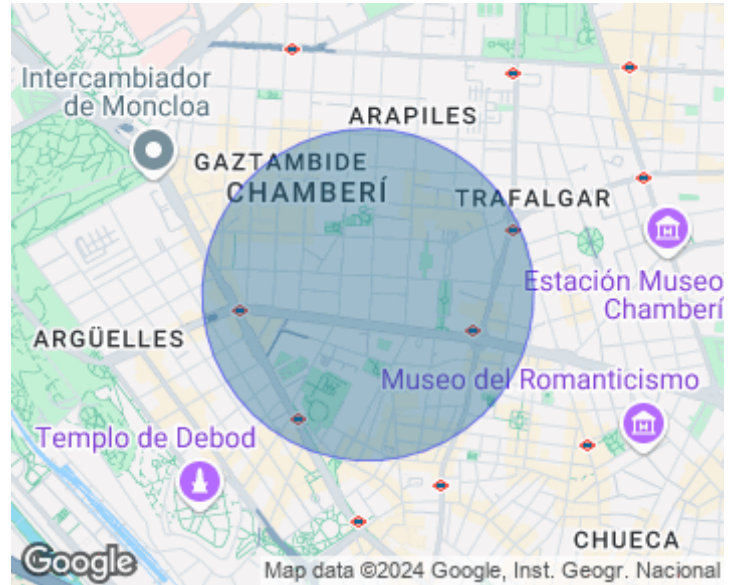 Intercambiador
de Moncloa
ARAPILES
GAZTAMBIDE
CHAMBERÍ
TRAFALGAR
Estación Museo
Chamberí
ARGÜELLES
Museo del Romanticismo
Templo de Debod
CHUECA
Google
Map data ©2024 Google, Inst. Geogr. Nacional